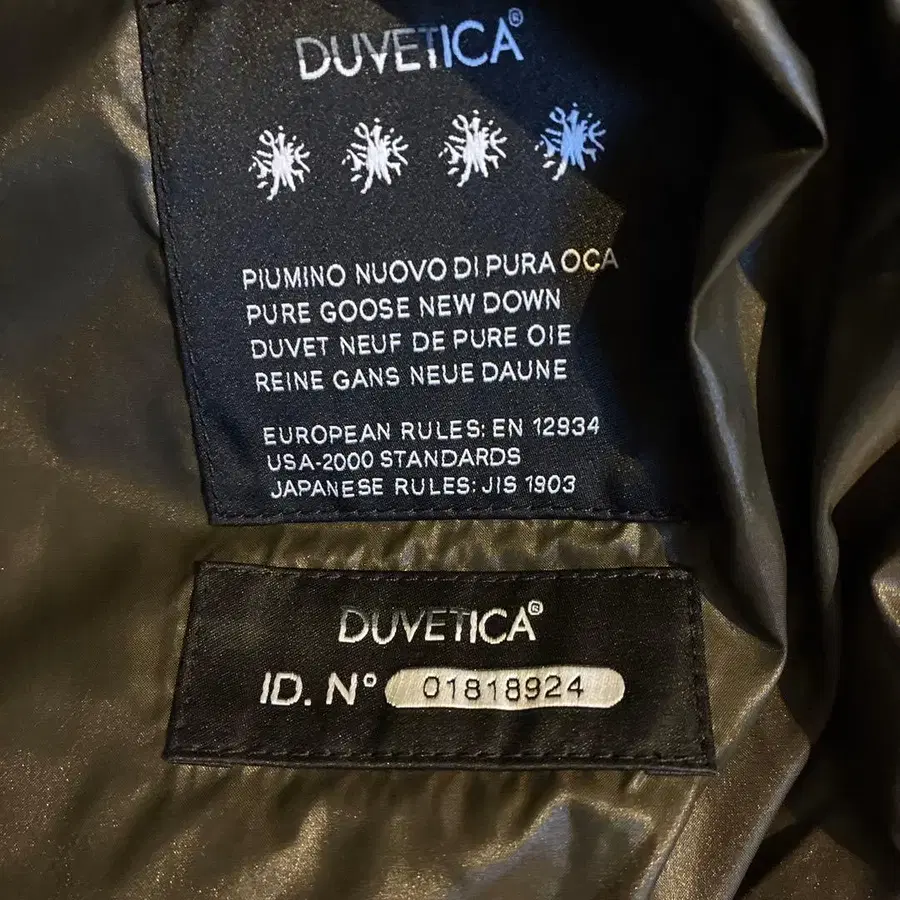 DUVETICA®
PIUMINO NUOVO DI PURA OCA
PURE GOOSE NEW DOWN
DUVET NEUF DE PURE OIE
REINE GANS NEUE DAUNE
EUROPEAN RULES: EN 12934
USA-2000 STANDARDS
JAPANESE RULES: JIS 1903
DUVETICA®
ID. N° 01818924